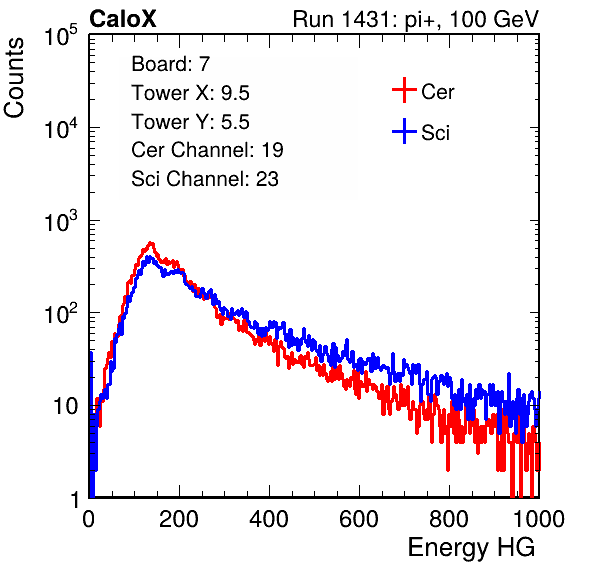 CaloX Run 1431: pi+, 100 GeV
Counts
Board: 7
Tower X: 9.5
Tower Y: 5.5
Cer Channel: 19
Sci Channel: 23
Cer
Sci
10^5
10^4
10^3
10^2
10
1
0 200 400 600 800 1000
Energy HG